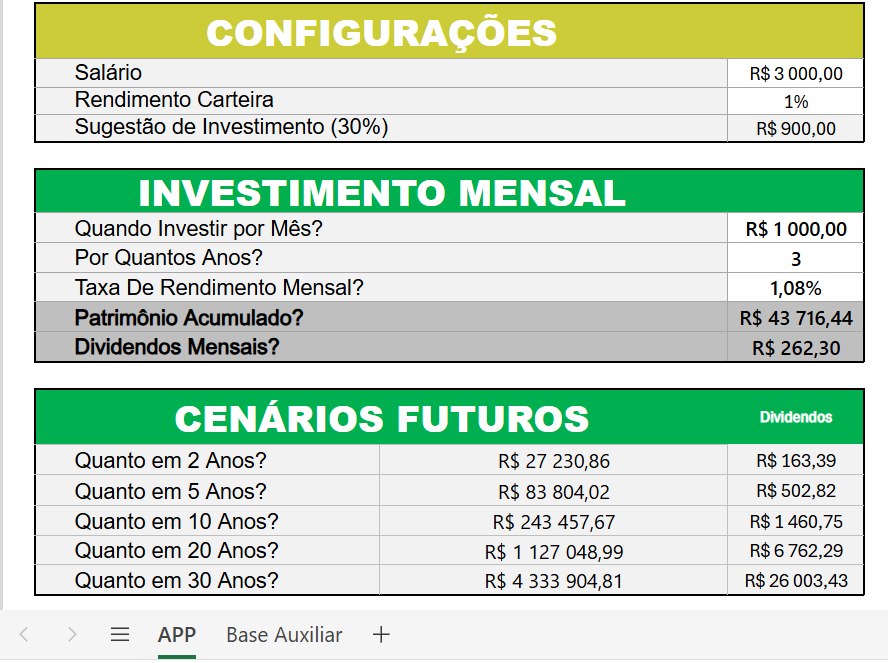 CONFIGURAÇÕES
Salário R$ 3 000,00
Rendimento Carteira 1%
Sugestão de Investimento (30%) R$ 900,00
INVESTIMENTO MENSAL
Quando Investir por Mês? R$ 1 000,00
Por Quantos Anos? 3
Taxa De Rendimento Mensal? 1,08%
Patrimônio Acumulado? R$ 43 716,44
Dividendos Mensais? R$ 262,30
CENÁRIOS FUTUROS Dividendos
Quanto em 2 Anos? R$ 27 230,86 R$ 163,39
Quanto em 5 Anos? R$ 83 804,02 R$ 502,82
Quanto em 10 Anos? R$ 243 457,67 R$ 1 460,75
Quanto em 20 Anos? R$ 1 127 048,99 R$ 6 762,29
Quanto em 30 Anos? R$ 4 333 904,81 R$ 26 003,43
APP Base Auxiliar